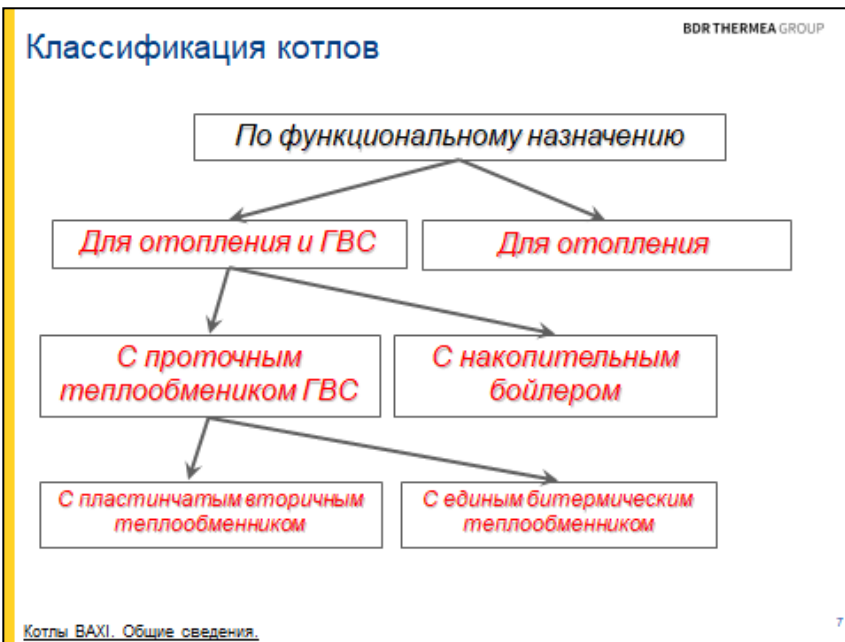 Классификация котлов
BDR THERMEA GROUP
По функциональному назначению
Для отопления и ГВС
Для отопления
С проточным
теплообмеником ГВС
С накопительным
бойлером
С пластинчатым вторичным
теплообменником
С единым битермическим
теплообменником
Котлы BAXI. Общие сведения.
7